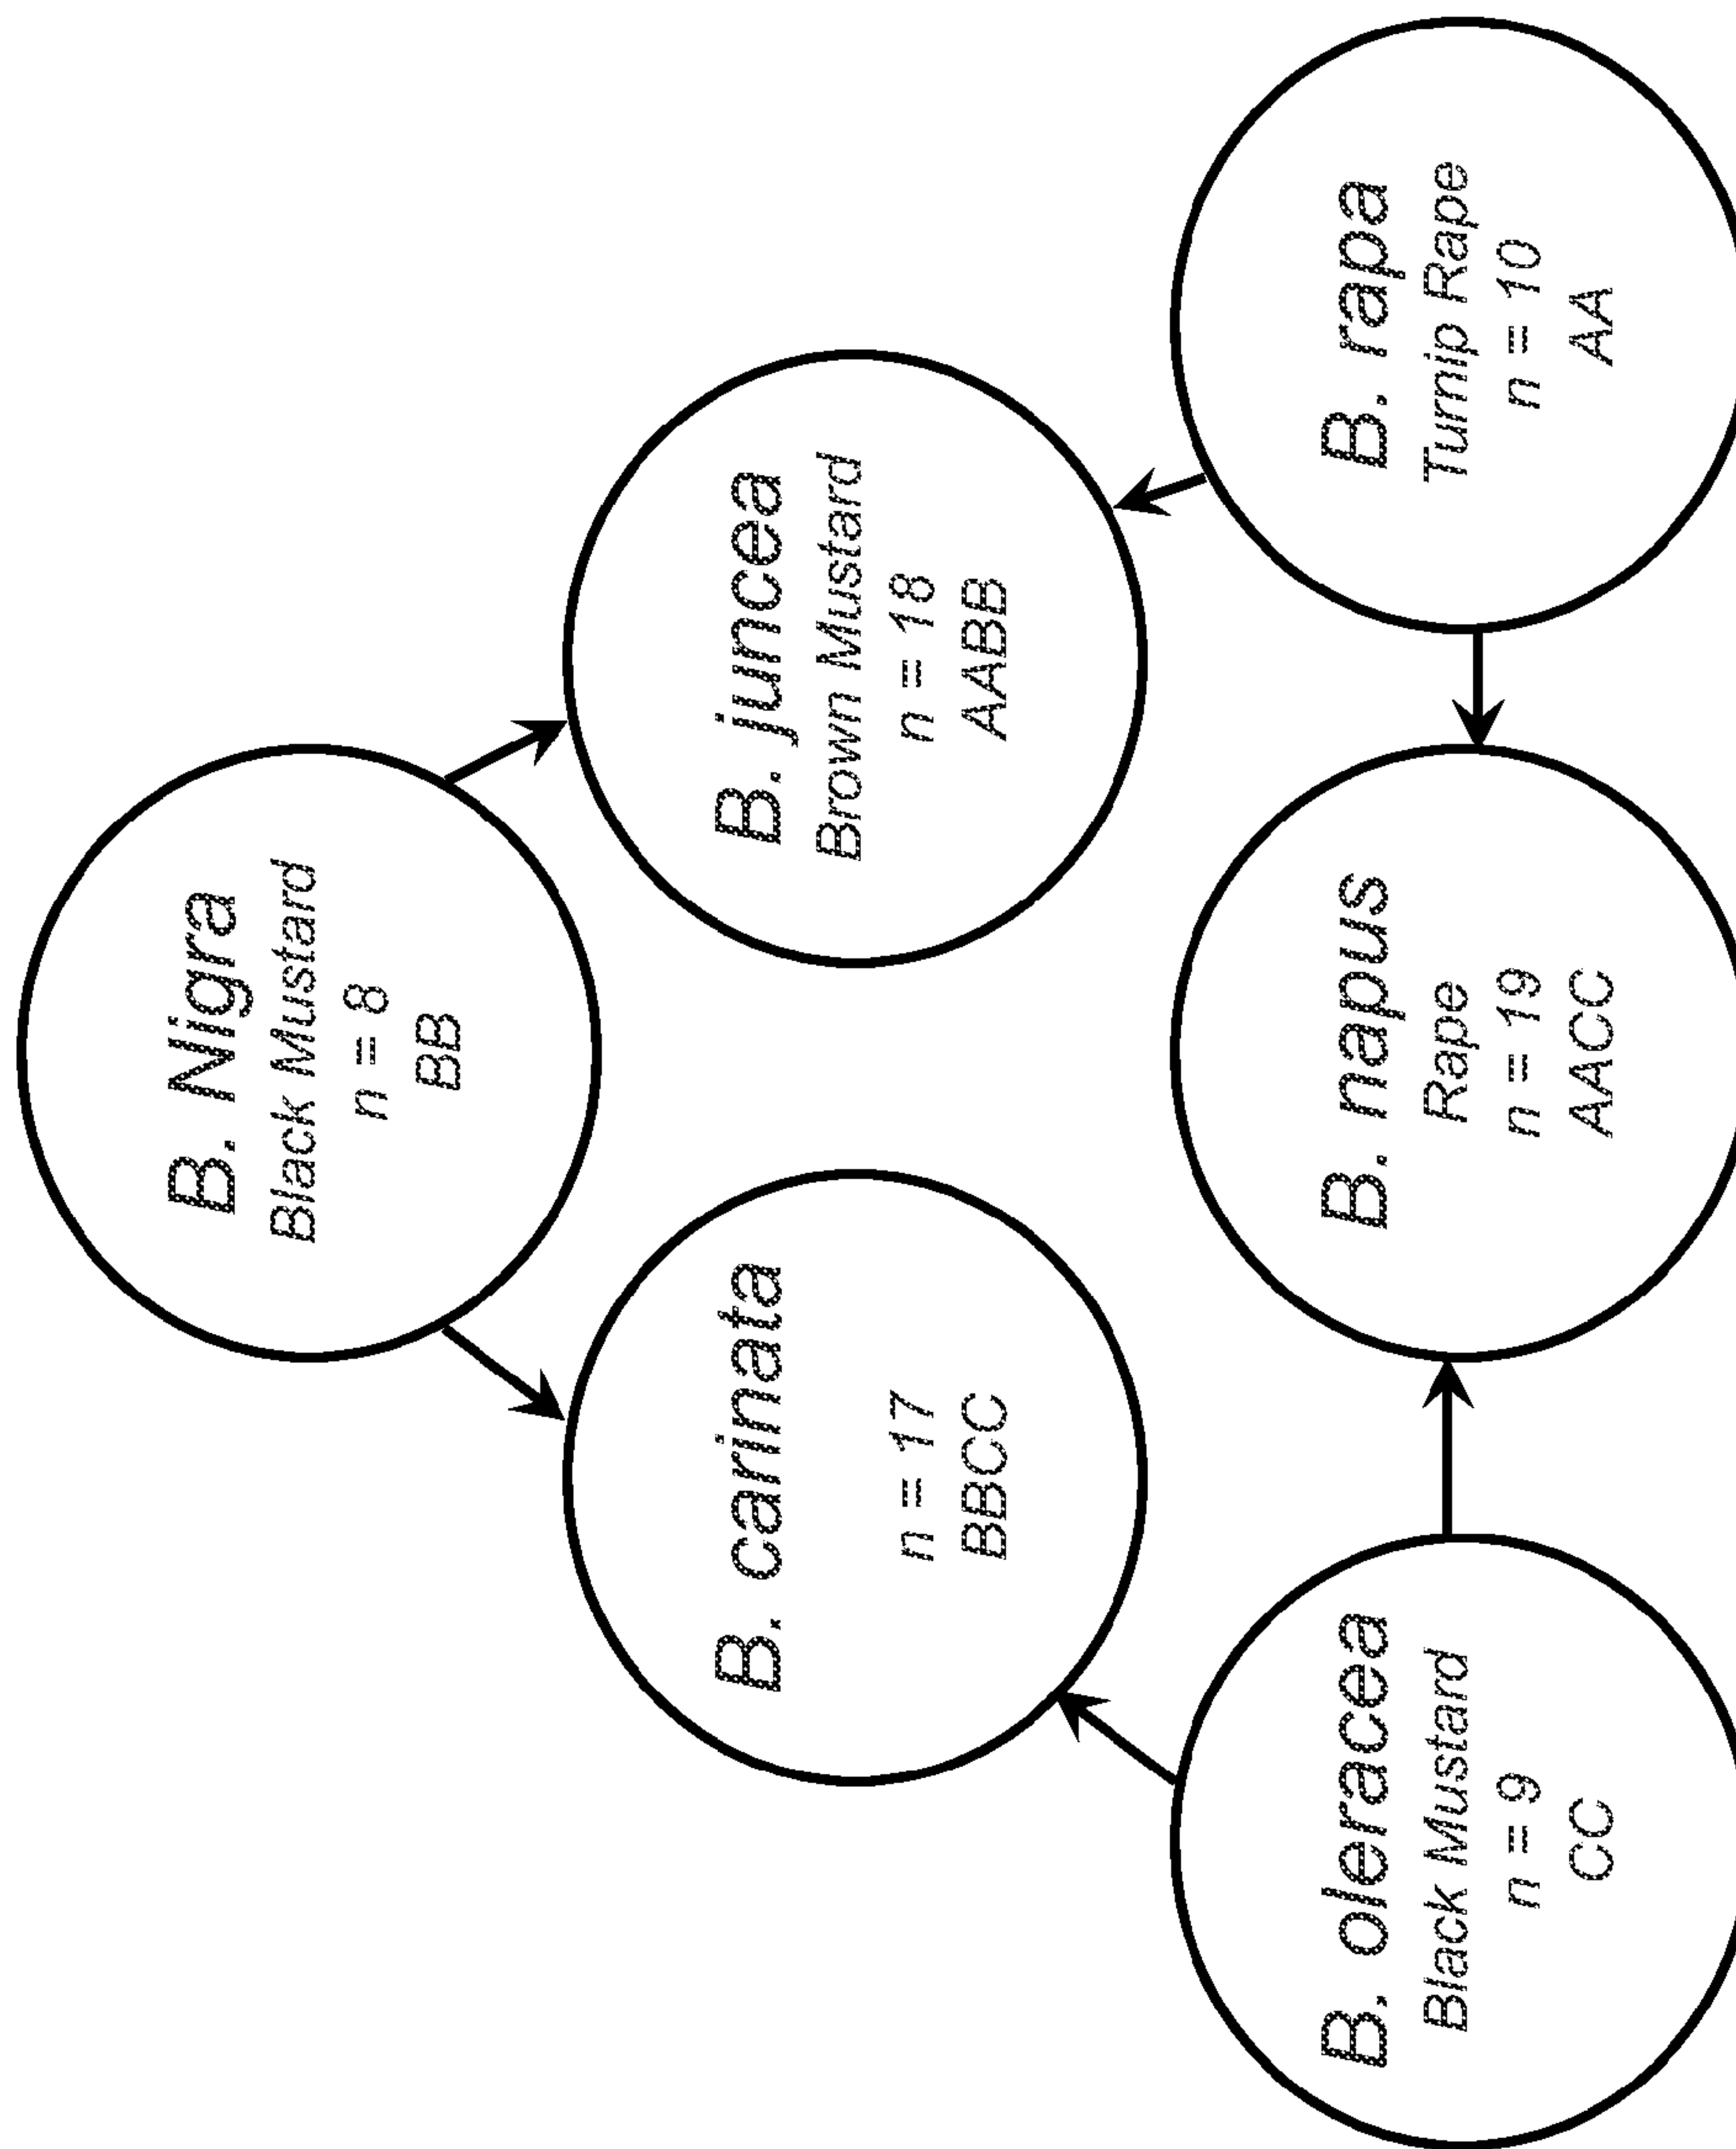 B. Nigra
Black Mustard
n = 8
BB
B. carinata
n = 17
BBCC
B. juncea
Brown Mustard
n = 18
AABB
B. oleracea
Black Mustard
n = 9
CC
B. napus
Rape
n = 19
AACC
B. rapa
Turnip Rape
n = 10
AA